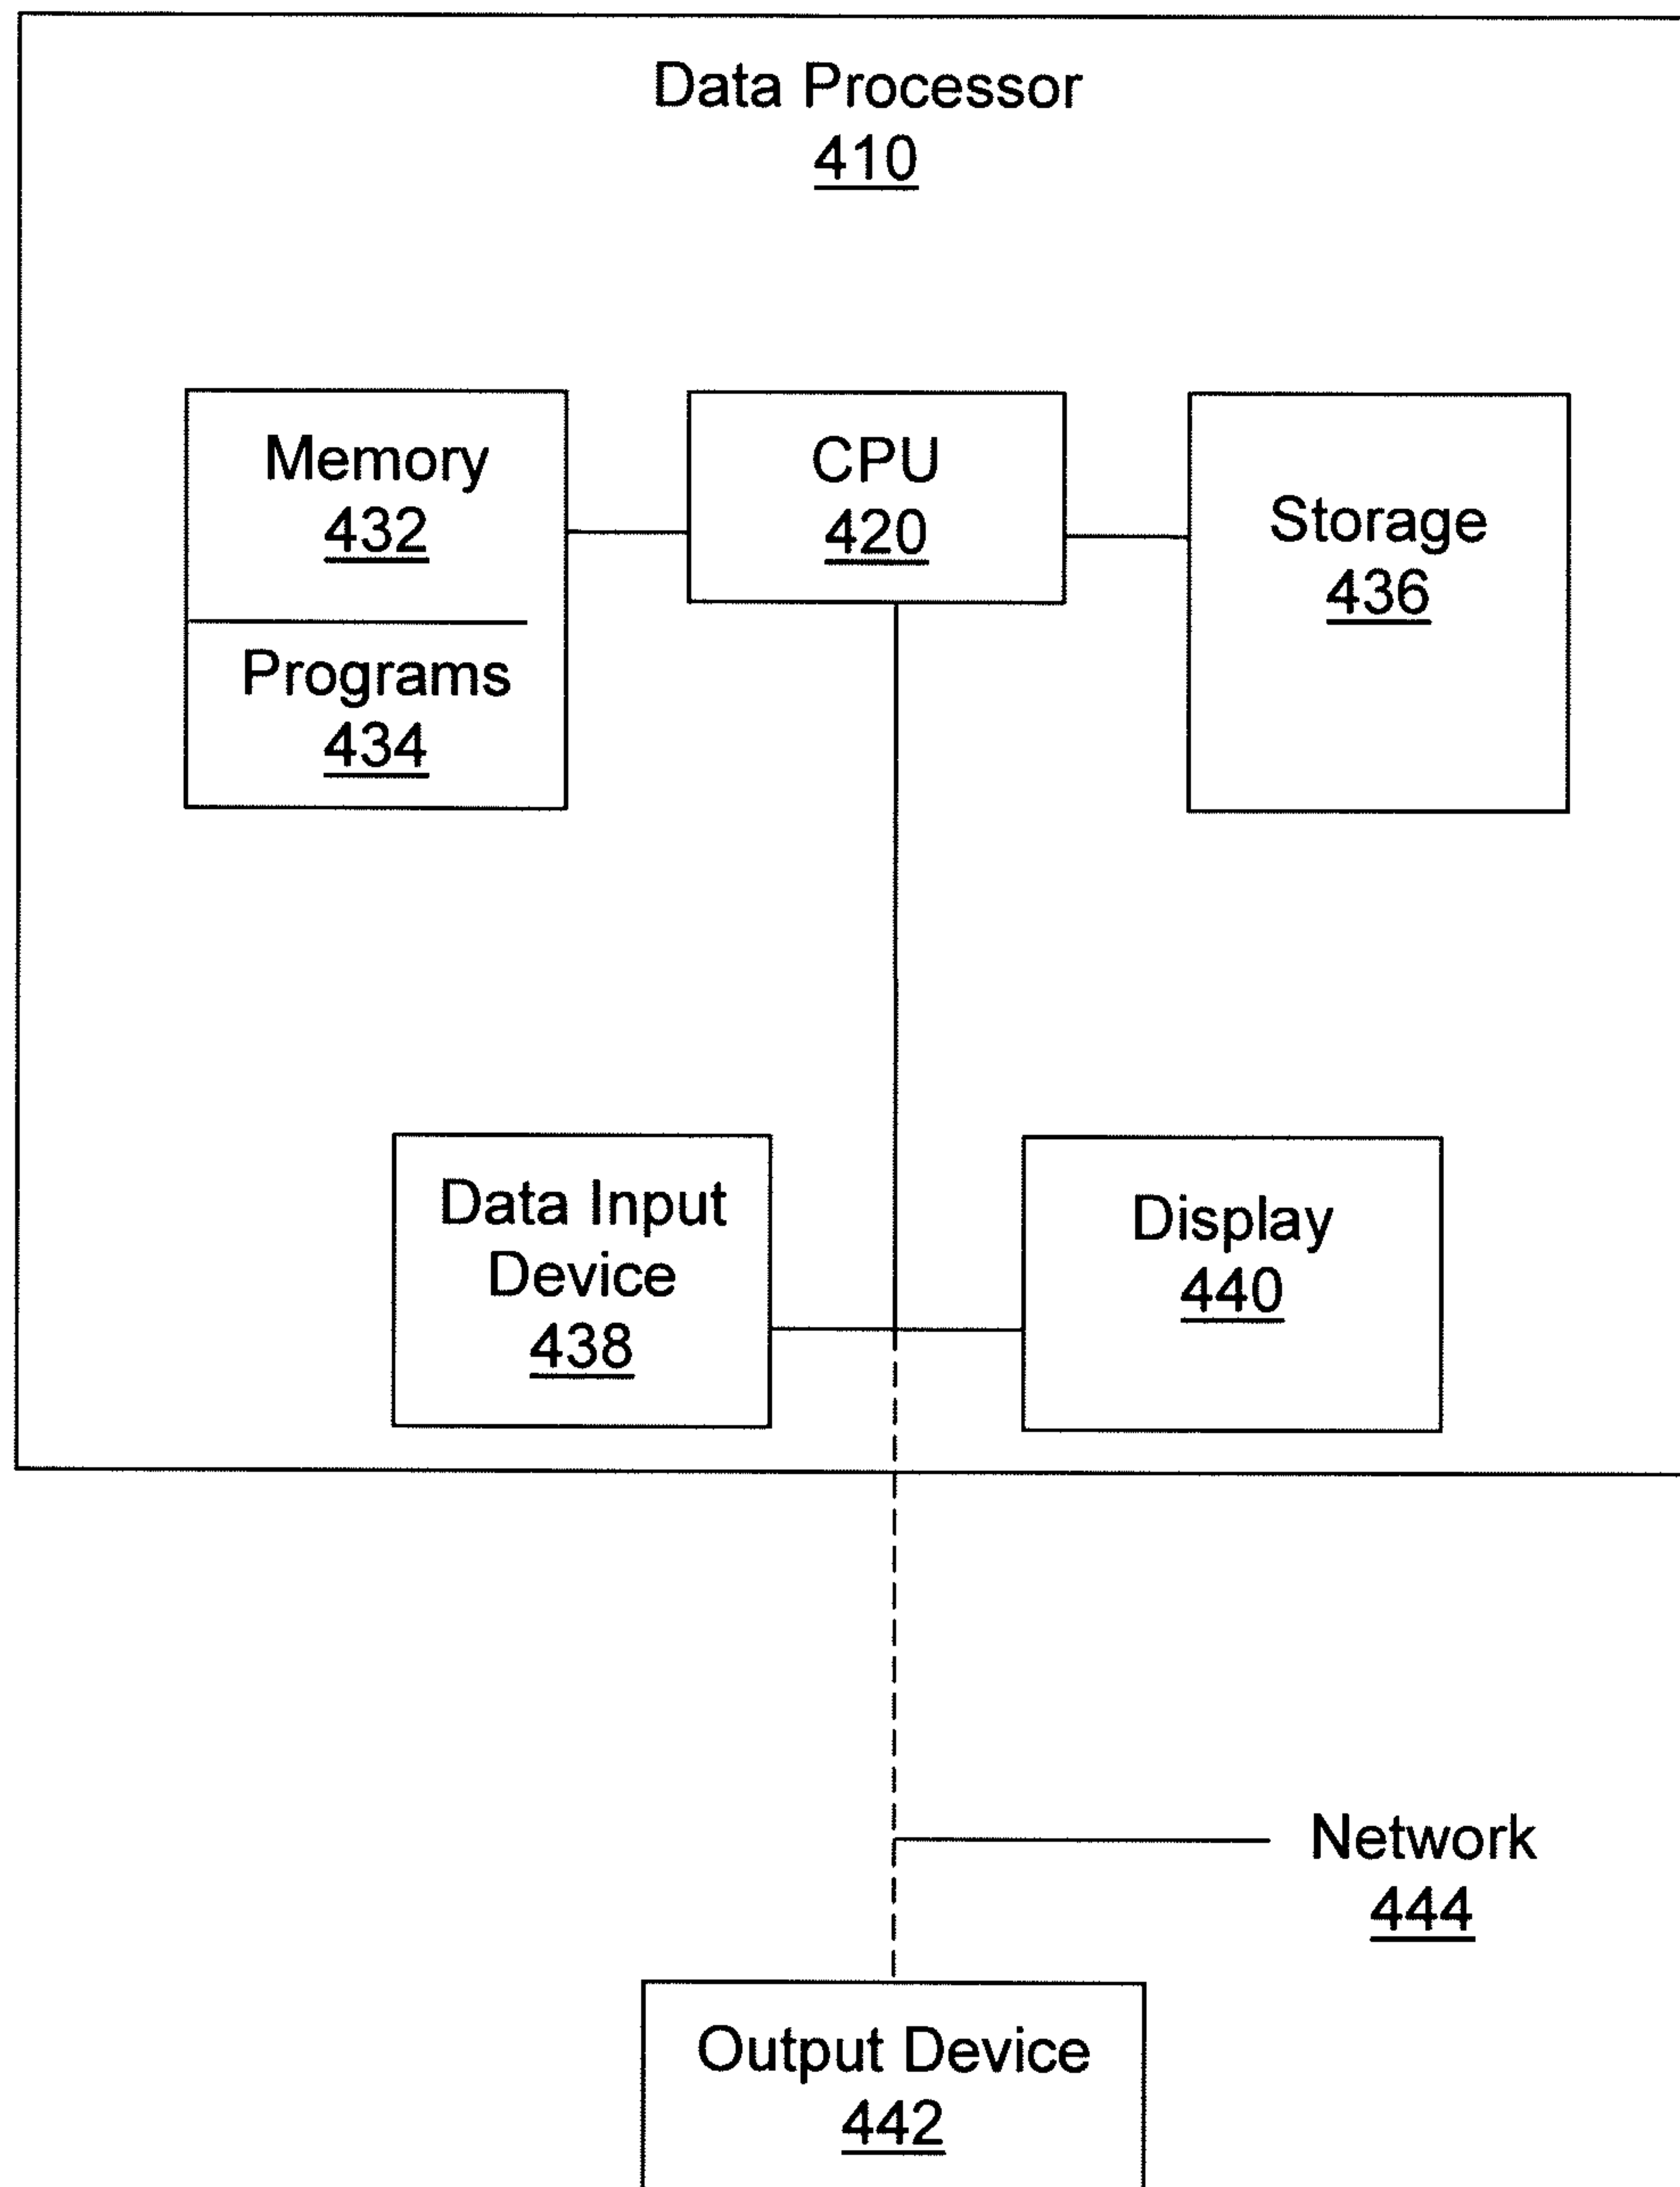 Data Processor
410
Memory
432
Programs
434
CPU
420
Storage
436
Data Input
Device
438
Display
440
Network
444
Output Device
442